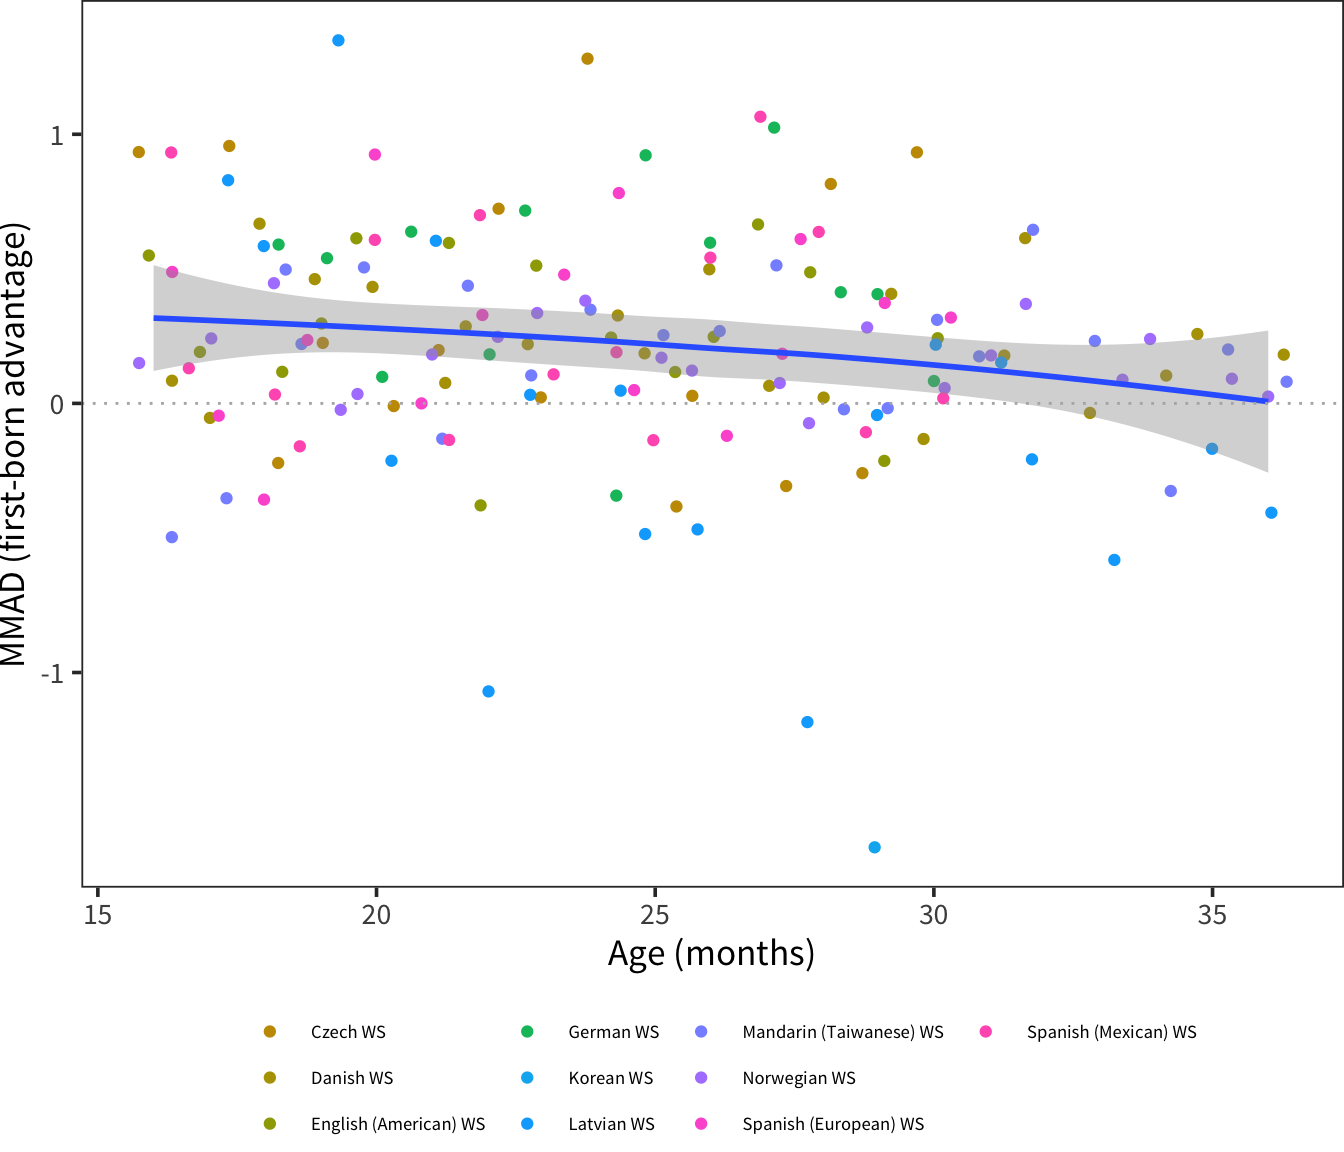 MMAD (first-born advantage)
1
0
-1
15 20 25 30 35
Age (months)
Czech WS German WS Mandarin (Taiwanese) WS Spanish (Mexican) WS
Danish WS Korean WS Norwegian WS
English (American) WS Latvian WS Spanish (European) WS